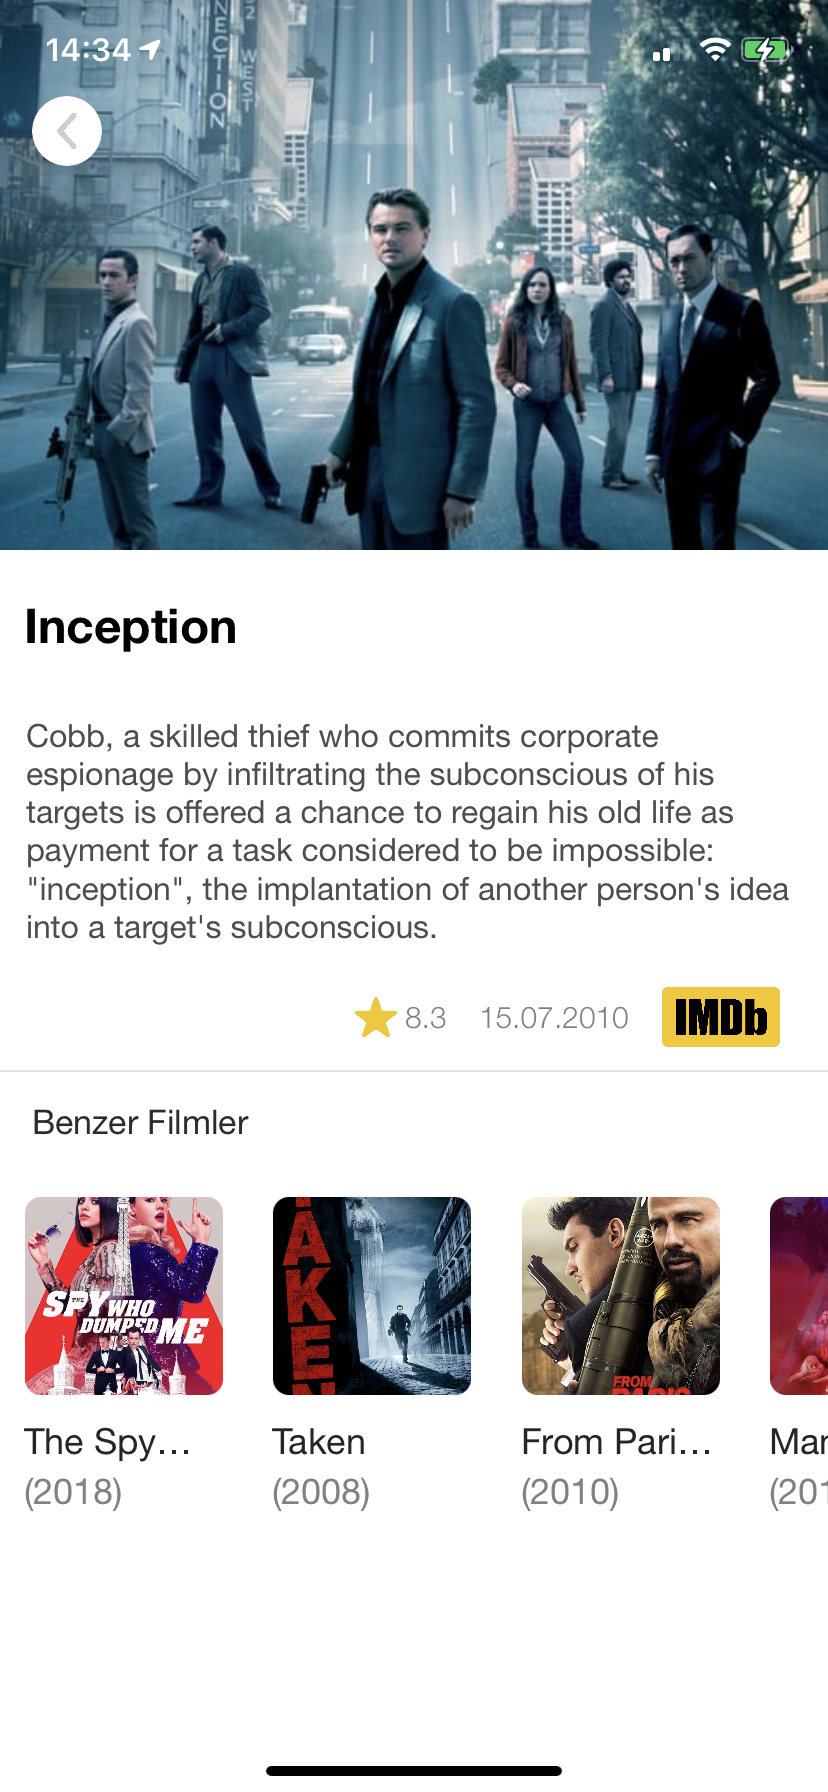 14:34
NECTION
WEST
Inception
Cobb, a skilled thief who commits corporate
espionage by infiltrating the subconscious of his
targets is offered a chance to regain his old life as
payment for a task considered to be impossible:
"inception", the implantation of another person's idea
into a target's subconscious.
8.3 15.07.2010 IMDb
Benzer Filmler
THE SPY WHO
DUMPED ME
TAKEN
FROM
PARIS
The Spy... Taken From Pari...
(2018) (2008) (2010) (201